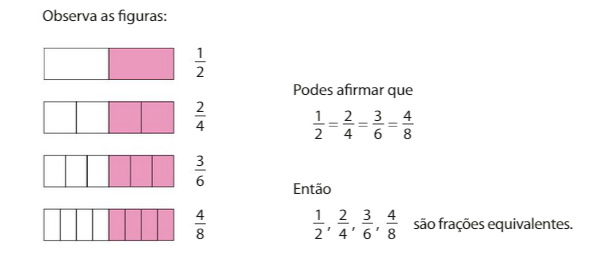 Observa as figuras:
1/2
2/4
3/6
4/8
Podes afirmar que
1/2 = 2/4 = 3/6 = 4/8
Então
1/2, 2/4, 3/6, 4/8 são frações equivalentes.